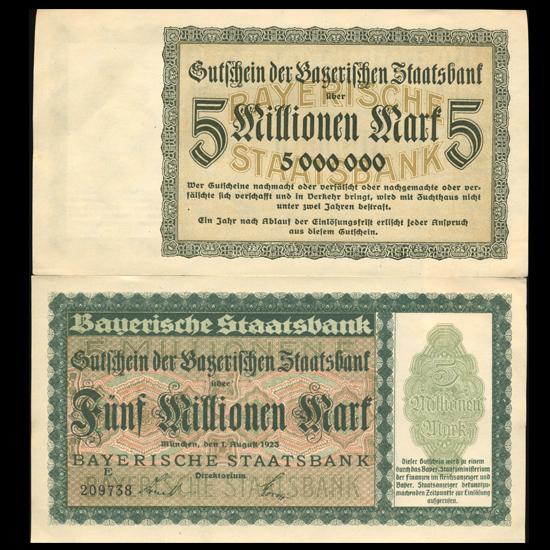 Gutschein der Bayerischen Staatsbank
über
BAYERISCHE
5 Millionen Mark 5
STAATSBANK
5 000 000
Wer Gutscheine nachmacht oder verfälscht oder nachgemachte oder ver-
fälschte sich verschafft und in Verkehr bringt, wird mit Zuchthaus nicht
unter zwei Jahren bestraft.
Ein Jahr nach Ablauf der Einlösungsfrist erlischt jeder Anspruch
aus diesem Gutschein.
Bayerische Staatsbank
Gutschein der Bayerischen Staatsbank
über
Fünf Millionen Mark
München, den 1. August 1923
BAYERISCHE STAATSBANK
E
Direktorium
209738
5
Millionen
Mark
Dieser Gutschein wird zu einem
durch das Bayer. Staatsministerium
der Finanzen im Reichsanzeiger und
Bayer. Staatsanzeiger bekanntzu-
machenden Zeitpunkte zur Einlösung
aufgerufen.